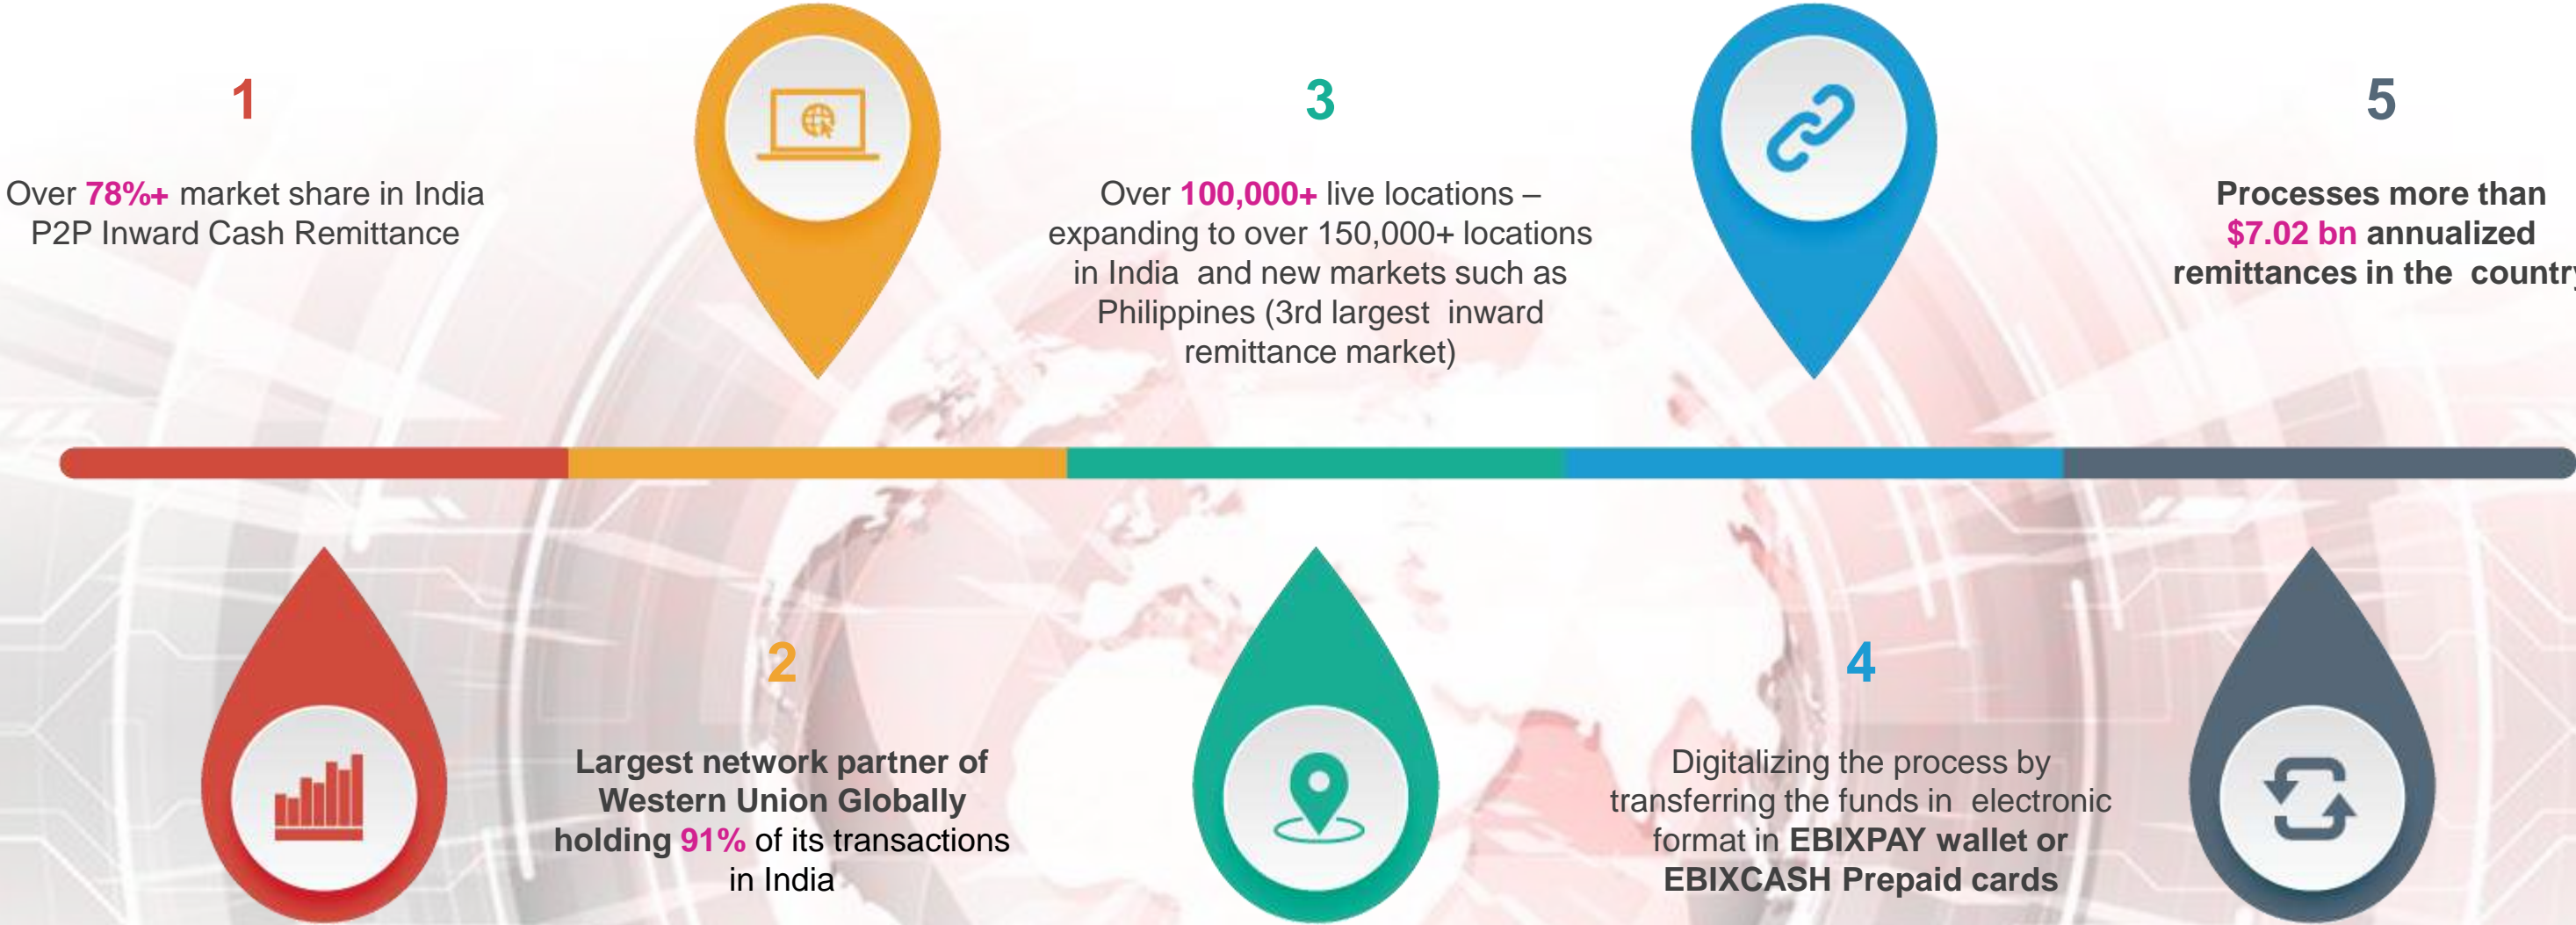 1
Over 78%+ market share in India
P2P Inward Cash Remittance
2
Largest network partner of
Western Union Globally
holding 91% of its transactions
in India
3
Over 100,000+ live locations –
expanding to over 150,000+ locations
in India and new markets such as
Philippines (3rd largest inward
remittance market)
4
Digitalizing the process by
transferring the funds in electronic
format in EBIXPAY wallet or
EBIXCASH Prepaid cards
5
Processes more than
$7.02 bn annualized
remittances in the country